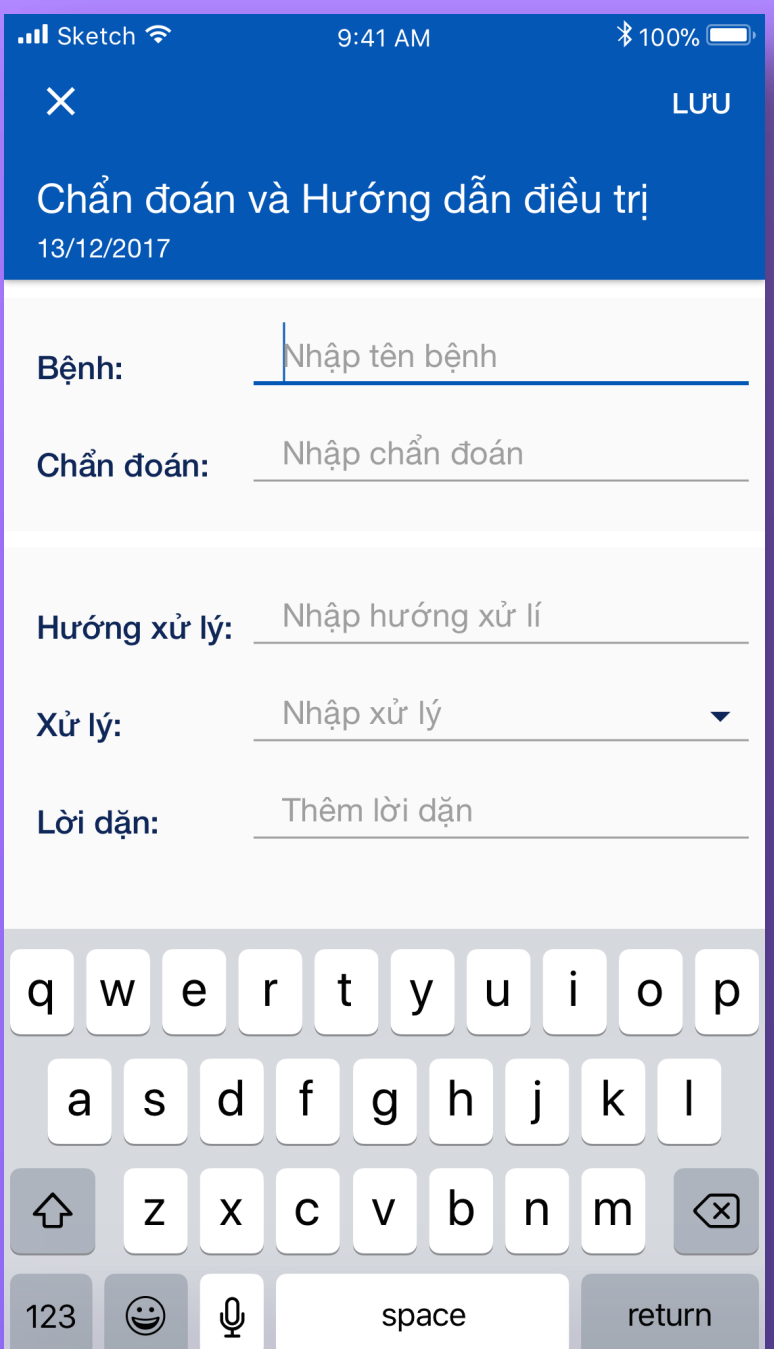 Sketch 9:41 AM 100%
LƯU
Chẩn đoán và Hướng dẫn điều trị
13/12/2017
Bệnh: Nhập tên bệnh
Chẩn đoán: Nhập chẩn đoán
Hướng xử lý: Nhập hướng xử lí
Xử lý: Nhập xử lý
Lời dặn: Thêm lời dặn
q w e r t y u i o p
a s d f g h j k l
z x c v b n m
123 space return